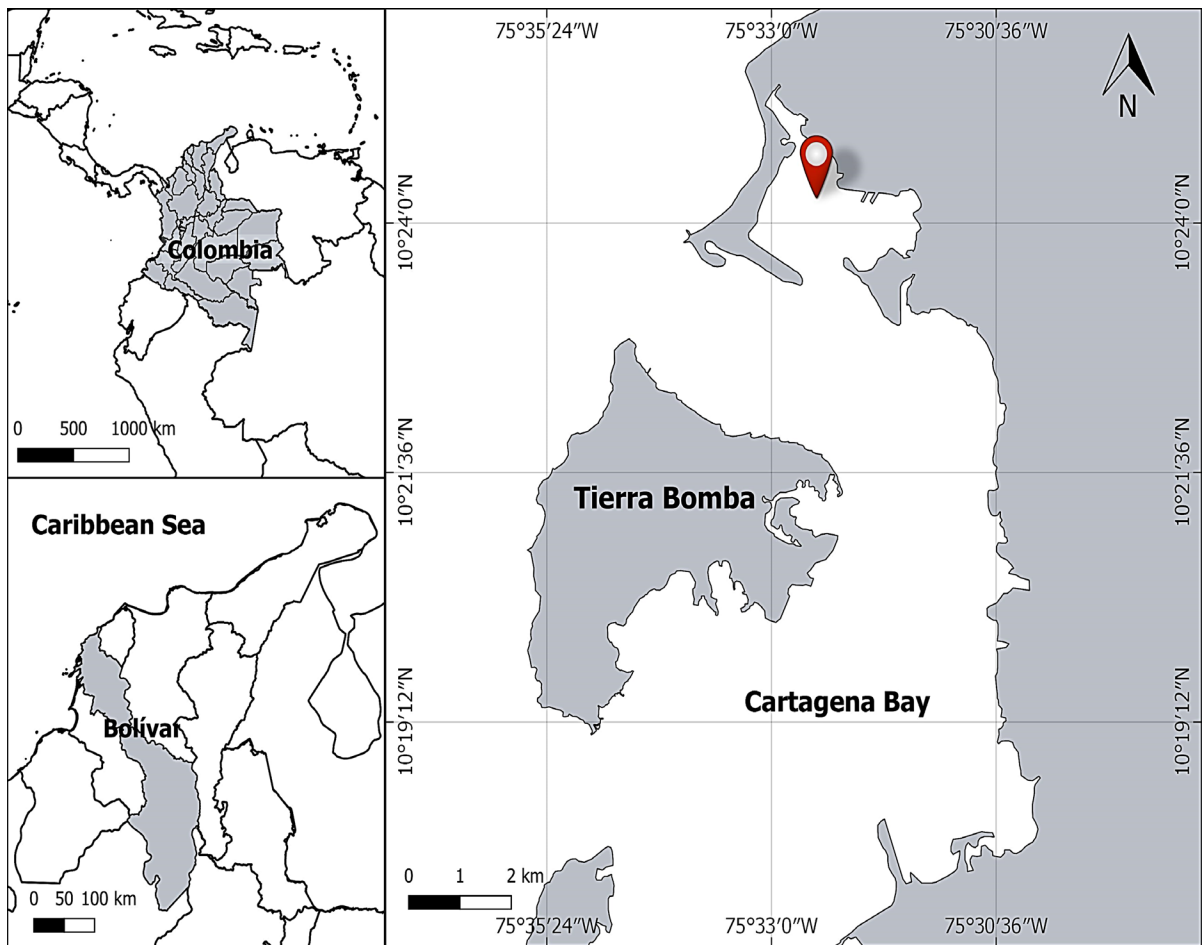 Colombia
0 500 1000 km
Caribbean Sea
Bolívar
0 50 100 km
75°35′24″W 75°33′0″W 75°30′36″W
N
10°24′0″N 10°24′0″N
10°21′36″N 10°21′36″N
Tierra Bomba
Cartagena Bay
10°19′12″N 10°19′12″N
0 1 2 km
75°35′24″W 75°33′0″W 75°30′36″W